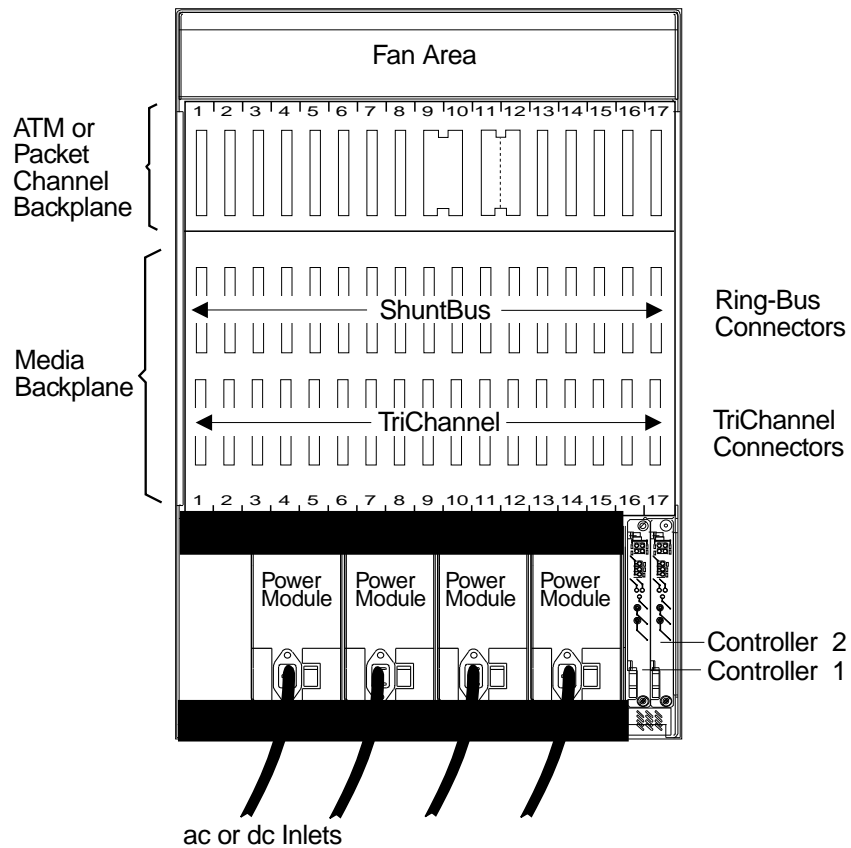 Fan Area
1 2 3 4 5 6 7 8 9 10 11 12 13 14 15 16 17
ATM or
Packet
Channel
Backplane
ShuntBus
Ring-Bus
Connectors
Media
Backplane
TriChannel
TriChannel
Connectors
1 2 3 4 5 6 7 8 9 10 11 12 13 14 15 16 17
Power
Module
Power
Module
Power
Module
Power
Module
Controller 2
Controller 1
ac or dc Inlets